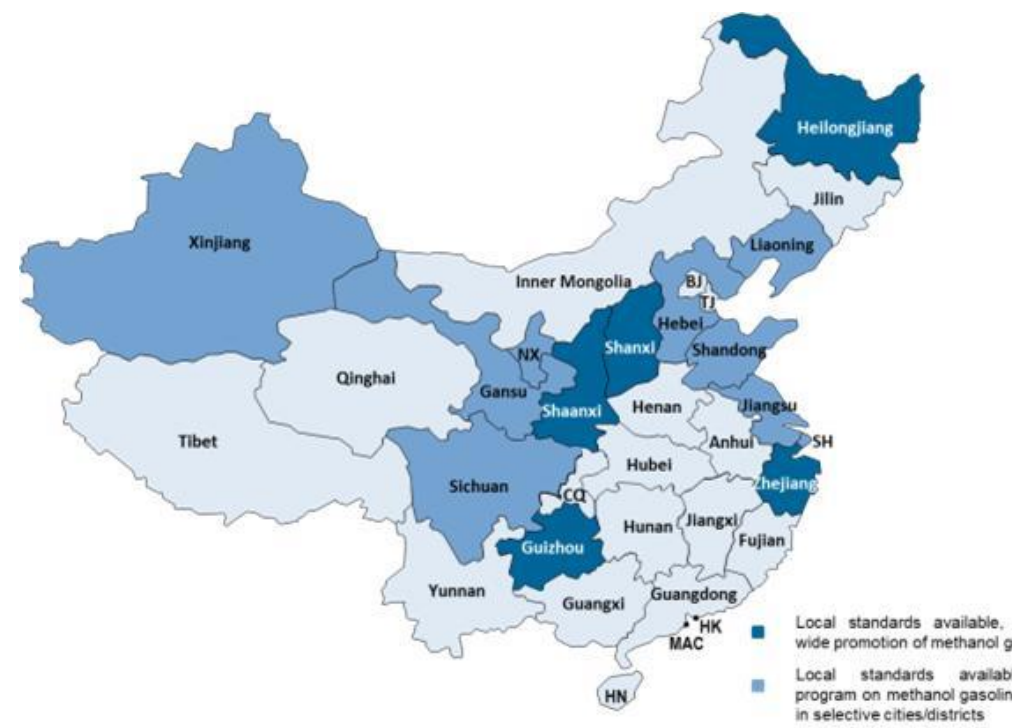 Heilongjiang
Jilin
Xinjiang
Liaoning
Inner Mongolia
BJ
TJ
Hebei
Shanxi
NX
Shandong
Qinghai
Gansu
Jiangsu
Shaanxi
Henan
Tibet
Anhui
SH
Hubei
Sichuan
Zhejiang
CQ
Hunan
Jiangxi
Guizhou
Fujian
Yunnan
Guangdong
Guangxi
HK
MAC
HN
Local standards available,
wide promotion of methanol g
Local standards availabl
program on methanol gasolin
in selective cities/districts